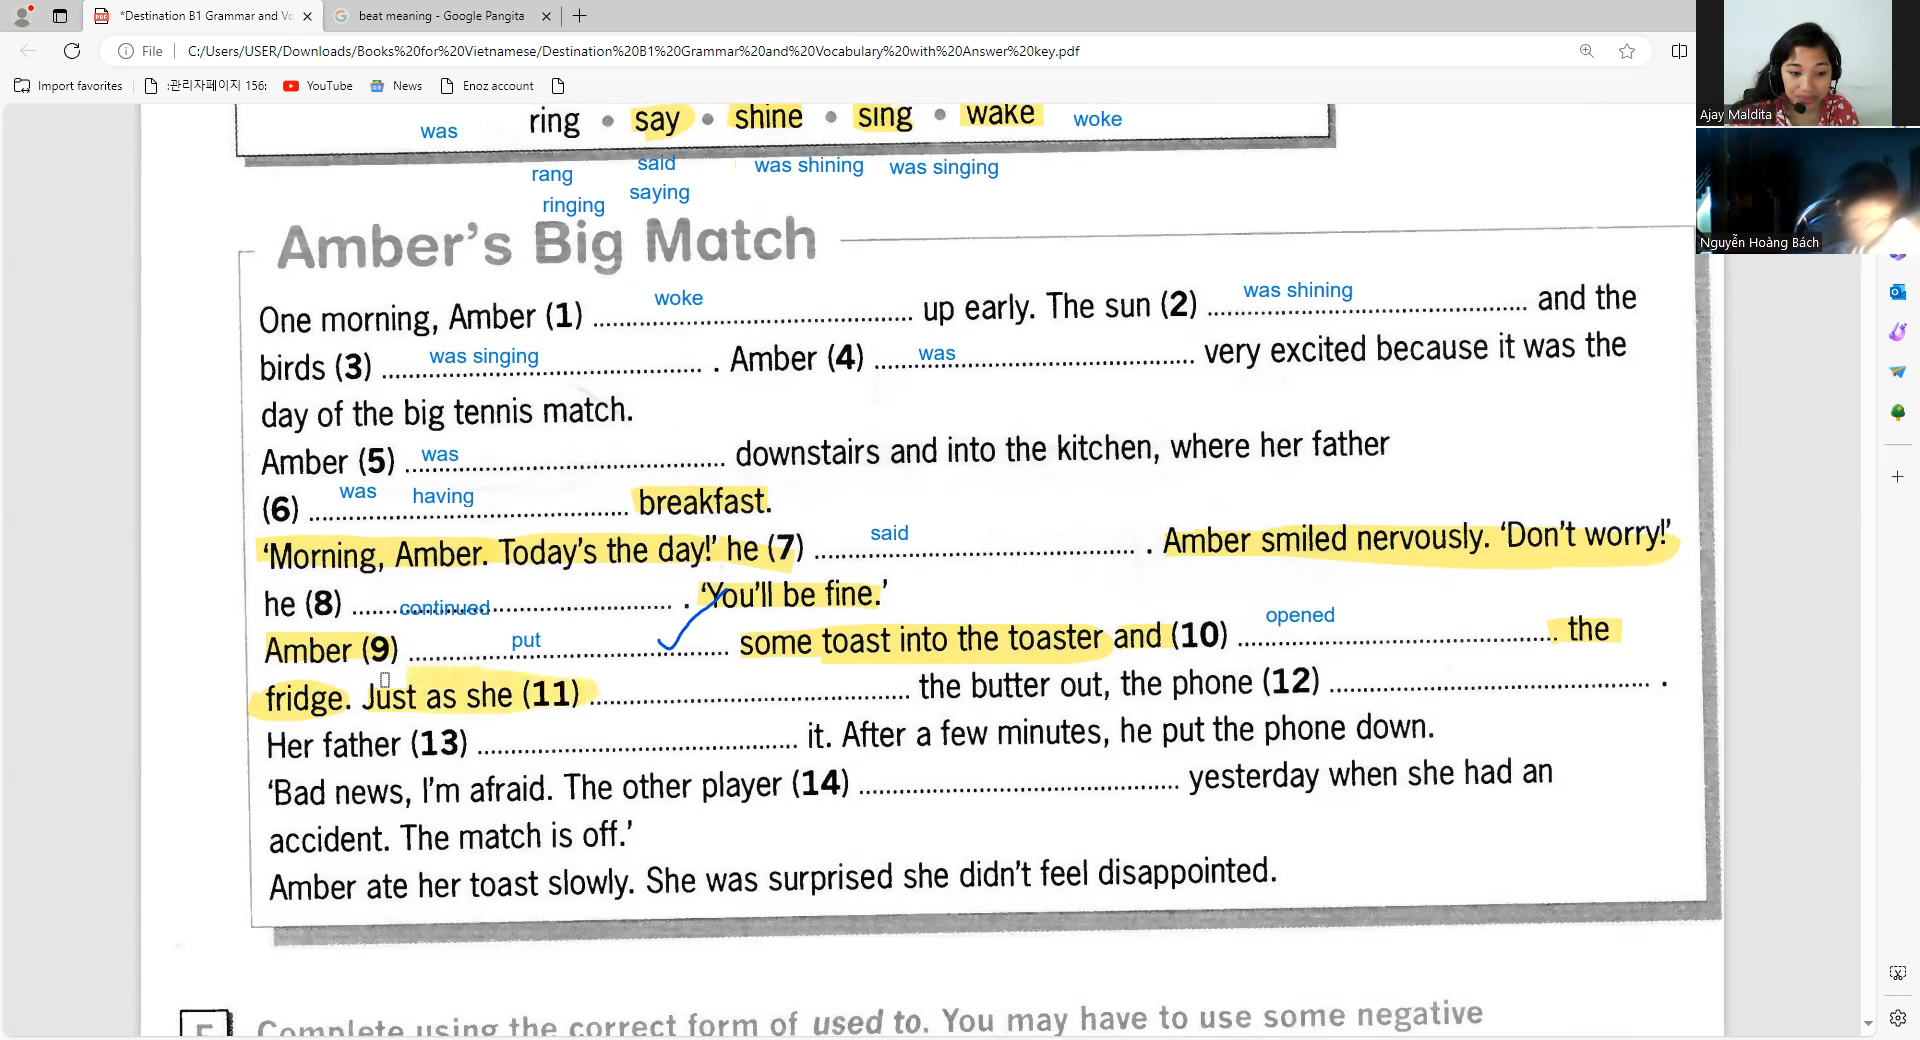 *Destination B1 Grammar and Vo
beat meaning - Google Pangita
File
C:/Users/USER/Downloads/Books%20for%20Vietnamese/Destination%20B1%20Grammar%20and%20Vocabulary%20with%20Answer%20key.pdf
Import favorites
:관리자페이지 156:
YouTube
News
Enoz account
Ajay Maldita
Nguyễn Hoàng Bách
was ring • say • shine • sing • wake woke
rang said was shining was singing
ringing saying
Amber's Big Match
woke was shining
One morning, Amber (1) ........ up early. The sun (2) ........ and the
was singing was
birds (3) ........ . Amber (4) ........ very excited because it was the
day of the big tennis match.
was
Amber (5) ........ downstairs and into the kitchen, where her father
was having
(6) ........ breakfast.
said
'Morning, Amber. Today's the day!' he (7) ........ . Amber smiled nervously. 'Don't worry!'
continued
he (8) ........ . 'You'll be fine.'
put opened
Amber (9) ........ some toast into the toaster and (10) ........ the
fridge. Just as she (11) ........ the butter out, the phone (12) ........ .
Her father (13) ........ it. After a few minutes, he put the phone down.
'Bad news, I'm afraid. The other player (14) ........ yesterday when she had an
accident. The match is off.'
Amber ate her toast slowly. She was surprised she didn't feel disappointed.
Complete using the correct form of used to. You may have to use some negative